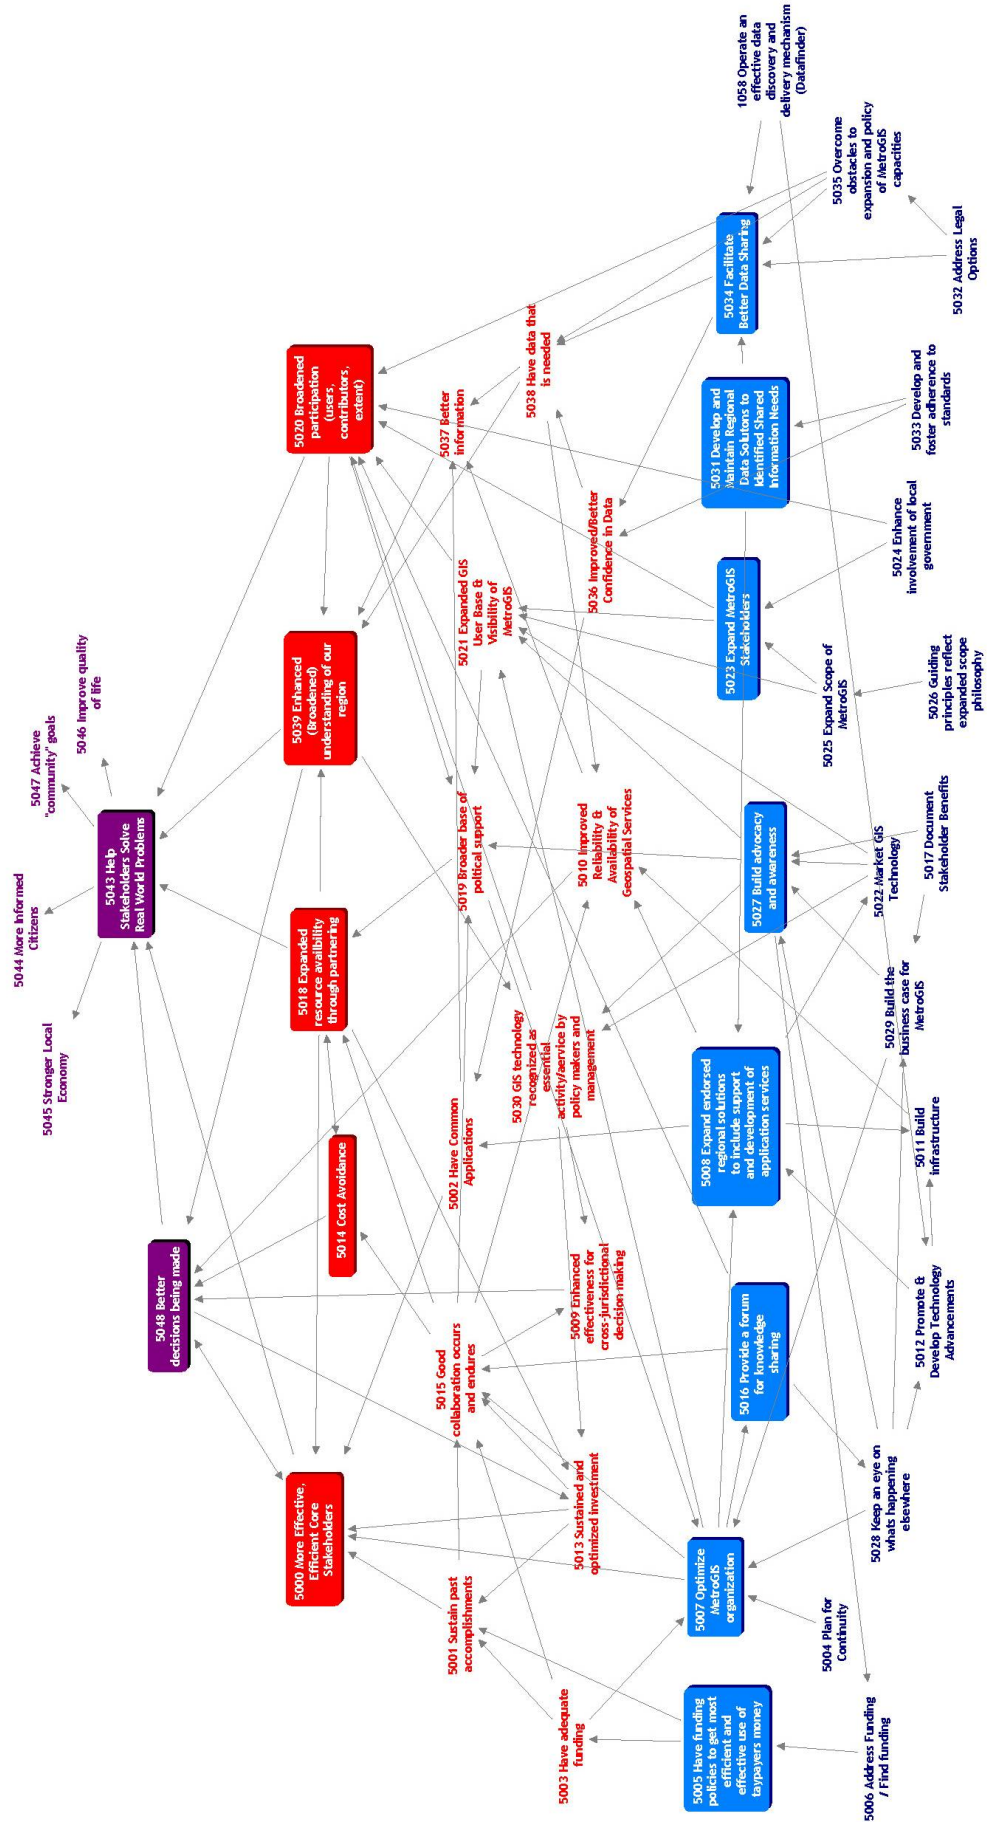 5045 Stronger Local
Economy
5044 More Informed
Citizens
5047 Achieve
"community" goals
5046 Improve quality
of life
5048 Better
decisions being made
5043 Help
Stakeholders Solve
Real World Problems
5000 More Effective,
Efficient Core
Stakeholders
5014 Cost Avoidance
5018 Expanded
resource availbility
through partnering
5039 Enhanced
(Broadened)
understanding of our
region
5020 Broadened
participation
(users,
contributors,
extent)
5001 Sustain past
accomplishments
5015 Good
collaboration occurs
and endures
5002 Have Common
Applications
5019 Broader base of
poltical support
5021 Expanded GIS
User Base &
Visibility of
MetroGIS
5037 Better
information
5003 Have adequate
funding
5013 Sustained and
optimized investment
5009 Enhanced
effectiveness for
cross-jurisdictional
decision-making
5030 GIS technology
recognized as
essential
activity/aervice by
policy makers and
management
5010 Improved
Reliability &
Availability of
Geospatial Services
5036 Improved/Better
Confidence in Data
5038 Have data that
is needed
5005 Have funding
policies to get most
efficient and
effective use of
taypayers money
5007 Optimize
MetroGIS
organization
5016 Provide a forum
for knowledge
sharing
5008 Expand endorsed
regional solutions
to include support
and development of
application services
5027 Build advocacy
and awareness
5023 Expand MetroGIS
Stakeholders
5031 Develop and
Maintain Regional
Data Solutons to
Identified Shared
Information Needs
5034 Facilitate
Better Data Sharing
1058 Operate an
effective data
discovery and
delivery mechanism
(Datafinder)
5006 Address Funding
/ Find funding
5004 Plan for
Continuity
5028 Keep an eye on
whats happening
elsewhere
5012 Promote &
Develop Technology
Advancements
5011 Build
infrastructure
5029 Build the
business case for
MetroGIS
5022 Market GIS
Technology
5017 Document
Stakeholder Benefits
5025 Expand Scope of
MetroGIS
5026 Guiding
principles reflect
expanded scope
philosophy
5024 Enhance
involvement of local
government
5033 Develop and
foster adherence to
standards
5032 Address Legal
Options
5035 Overcome
obstacles to
expansion and policy
of MetroGIS
capacities